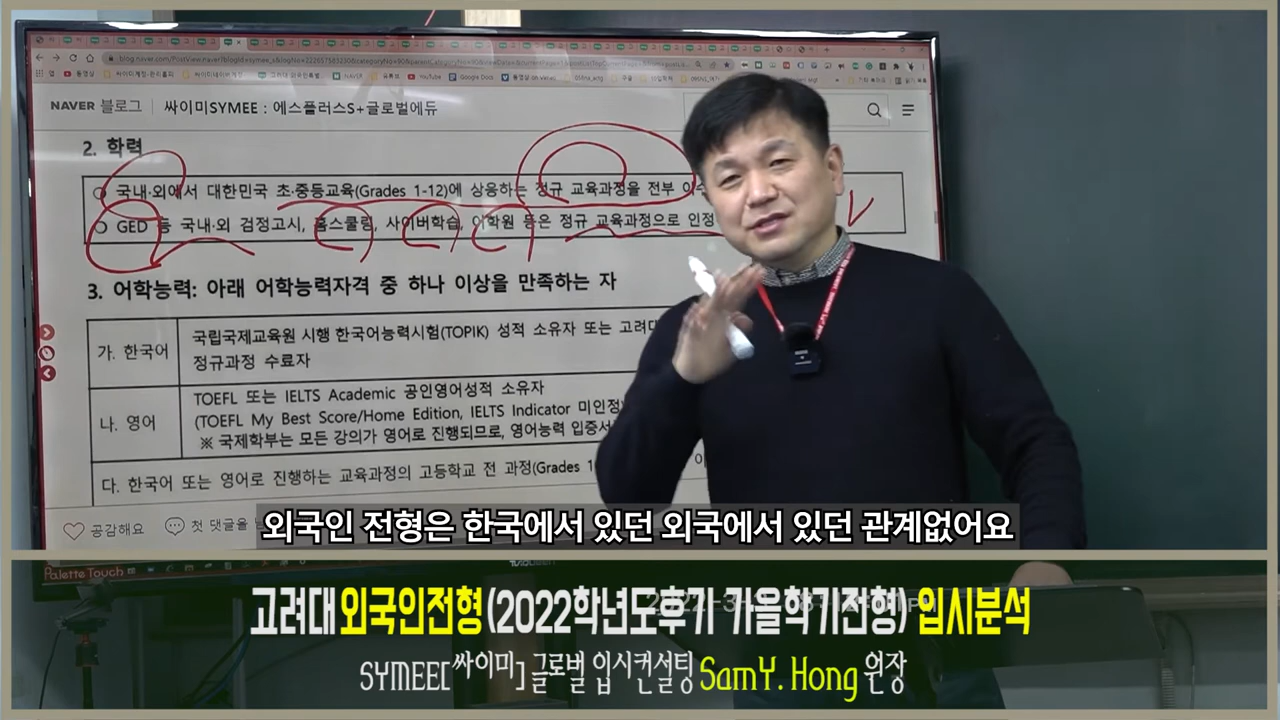 NAVER 블로그 | 싸이미SYMEE : 에스플러스S+글로벌에듀
2. 학력
○ 국내·외에서 대한민국 초·중등교육(Grades 1-12)에 상응하는 정규 교육과정을 전부 이수
○ GED 등 국내·외 검정고시, 홈스쿨링, 사이버학습, 어학원 등은 정규 교육과정으로 인정
3. 어학능력: 아래 어학능력자격 중 하나 이상을 만족하는 자
가. 한국어
국립국제교육원 시행 한국어능력시험(TOPIK) 성적 소유자 또는 고려대
정규과정 수료자
나. 영어
TOEFL 또는 IELTS Academic 공인영어성적 소유자
(TOEFL My Best Score/Home Edition, IELTS Indicator 미인정
※ 국제학부는 모든 강의가 영어로 진행되므로, 영어능력 입증서
다. 한국어 또는 영어로 진행하는 교육과정의 고등학교 전 과정(Grades 1
공감해요 첫 댓글을
외국인 전형은 한국에서 있던 외국에서 있던 관계없어요
Palette Touch
고려대 외국인전형 (2022학년도후기 가을학기전형) 입시분석
SYMEE[싸이미] 글로벌 입시컨설팅 Sam Y. Hong 원장